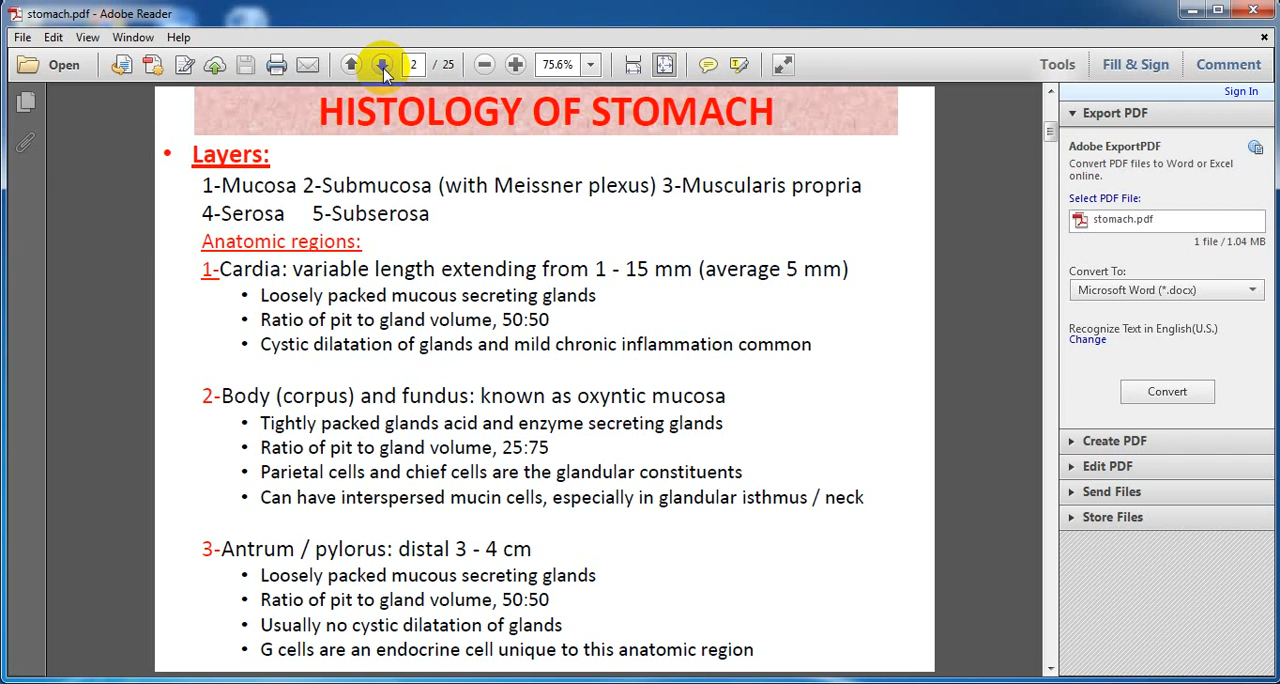 stomach.pdf - Adobe Reader
File Edit View Window Help
Open 2 / 25 75.6% Tools Fill & Sign Comment
Sign In
HISTOLOGY OF STOMACH
• Layers:
1-Mucosa 2-Submucosa (with Meissner plexus) 3-Muscularis propria
4-Serosa 5-Subserosa
Anatomic regions:
1-Cardia: variable length extending from 1 - 15 mm (average 5 mm)
• Loosely packed mucous secreting glands
• Ratio of pit to gland volume, 50:50
• Cystic dilatation of glands and mild chronic inflammation common
2-Body (corpus) and fundus: known as oxyntic mucosa
• Tightly packed glands acid and enzyme secreting glands
• Ratio of pit to gland volume, 25:75
• Parietal cells and chief cells are the glandular constituents
• Can have interspersed mucin cells, especially in glandular isthmus / neck
3-Antrum / pylorus: distal 3 - 4 cm
• Loosely packed mucous secreting glands
• Ratio of pit to gland volume, 50:50
• Usually no cystic dilatation of glands
• G cells are an endocrine cell unique to this anatomic region
Export PDF
Adobe ExportPDF
Convert PDF files to Word or Excel
online.
Select PDF File:
stomach.pdf
1 file / 1.04 MB
Convert To:
Microsoft Word (*.docx)
Recognize Text in English(U.S.)
Change
Convert
Create PDF
Edit PDF
Send Files
Store Files